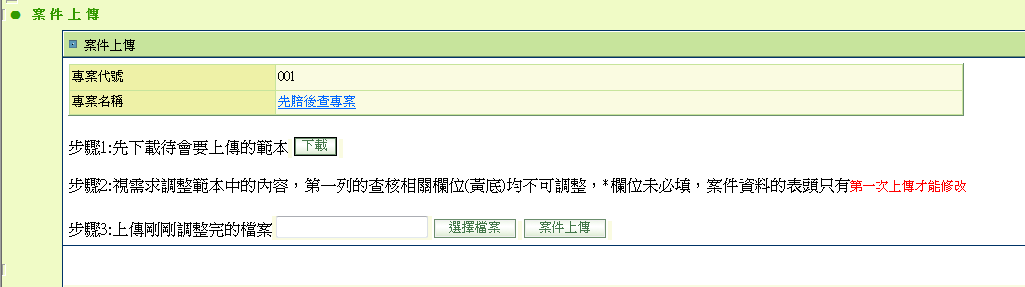 案件上傳
案件上傳
專案代號 001
專案名稱 先賠後查專案
步驟1:先下載待會要上傳的範本 下載
步驟2:視需求調整範本中的內容，第一列的查核相關欄位(黃底)均不可調整，*欄位未必填，案件資料的表頭只有第一次上傳才能修改
步驟3:上傳剛剛調整完的檔案 選擇檔案 案件上傳